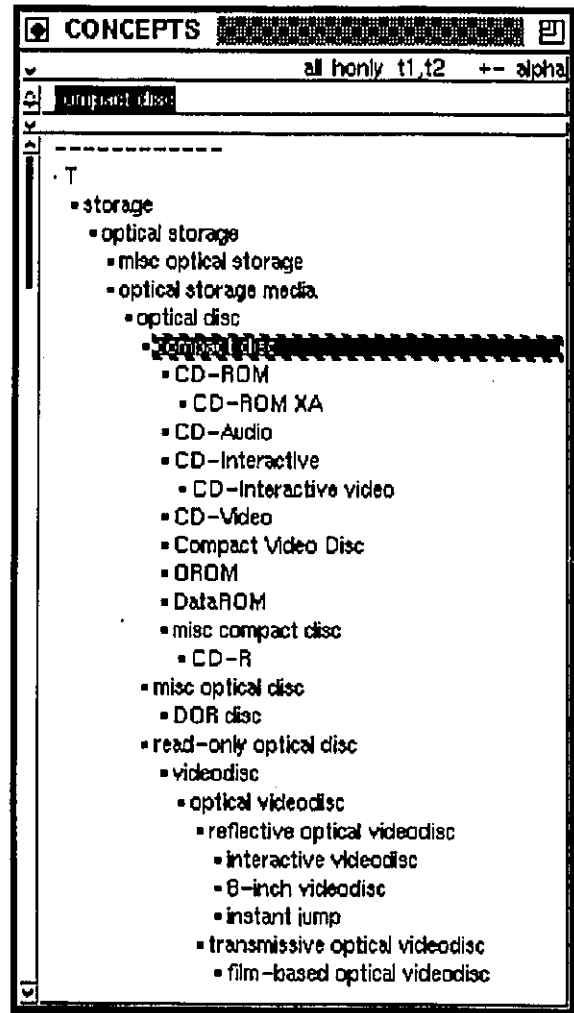 CONCEPTS
all honly t1,t2 +- alpha
compact disc
------------
T
storage
optical storage
misc optical storage
optical storage media
optical disc
compact disc
CD-ROM
CD-ROM XA
CD-Audio
CD-Interactive
CD-Interactive video
CD-Video
Compact Video Disc
OROM
DataROM
misc compact disc
CD-R
misc optical disc
DOR disc
read-only optical disc
videodisc
optical videodisc
reflective optical videodisc
interactive videodisc
8-inch videodisc
instant jump
transmissive optical videodisc
film-based optical videodisc